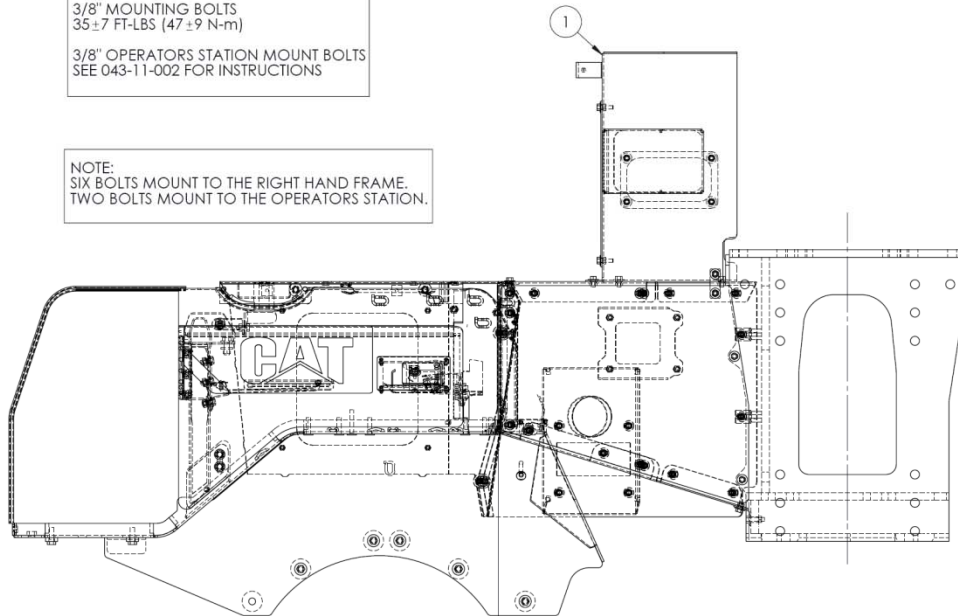 3/8" MOUNTING BOLTS
35±7 FT-LBS (47±9 N-m)
3/8" OPERATORS STATION MOUNT BOLTS
SEE 043-11-002 FOR INSTRUCTIONS
1
NOTE:
SIX BOLTS MOUNT TO THE RIGHT HAND FRAME.
TWO BOLTS MOUNT TO THE OPERATORS STATION.
CAT